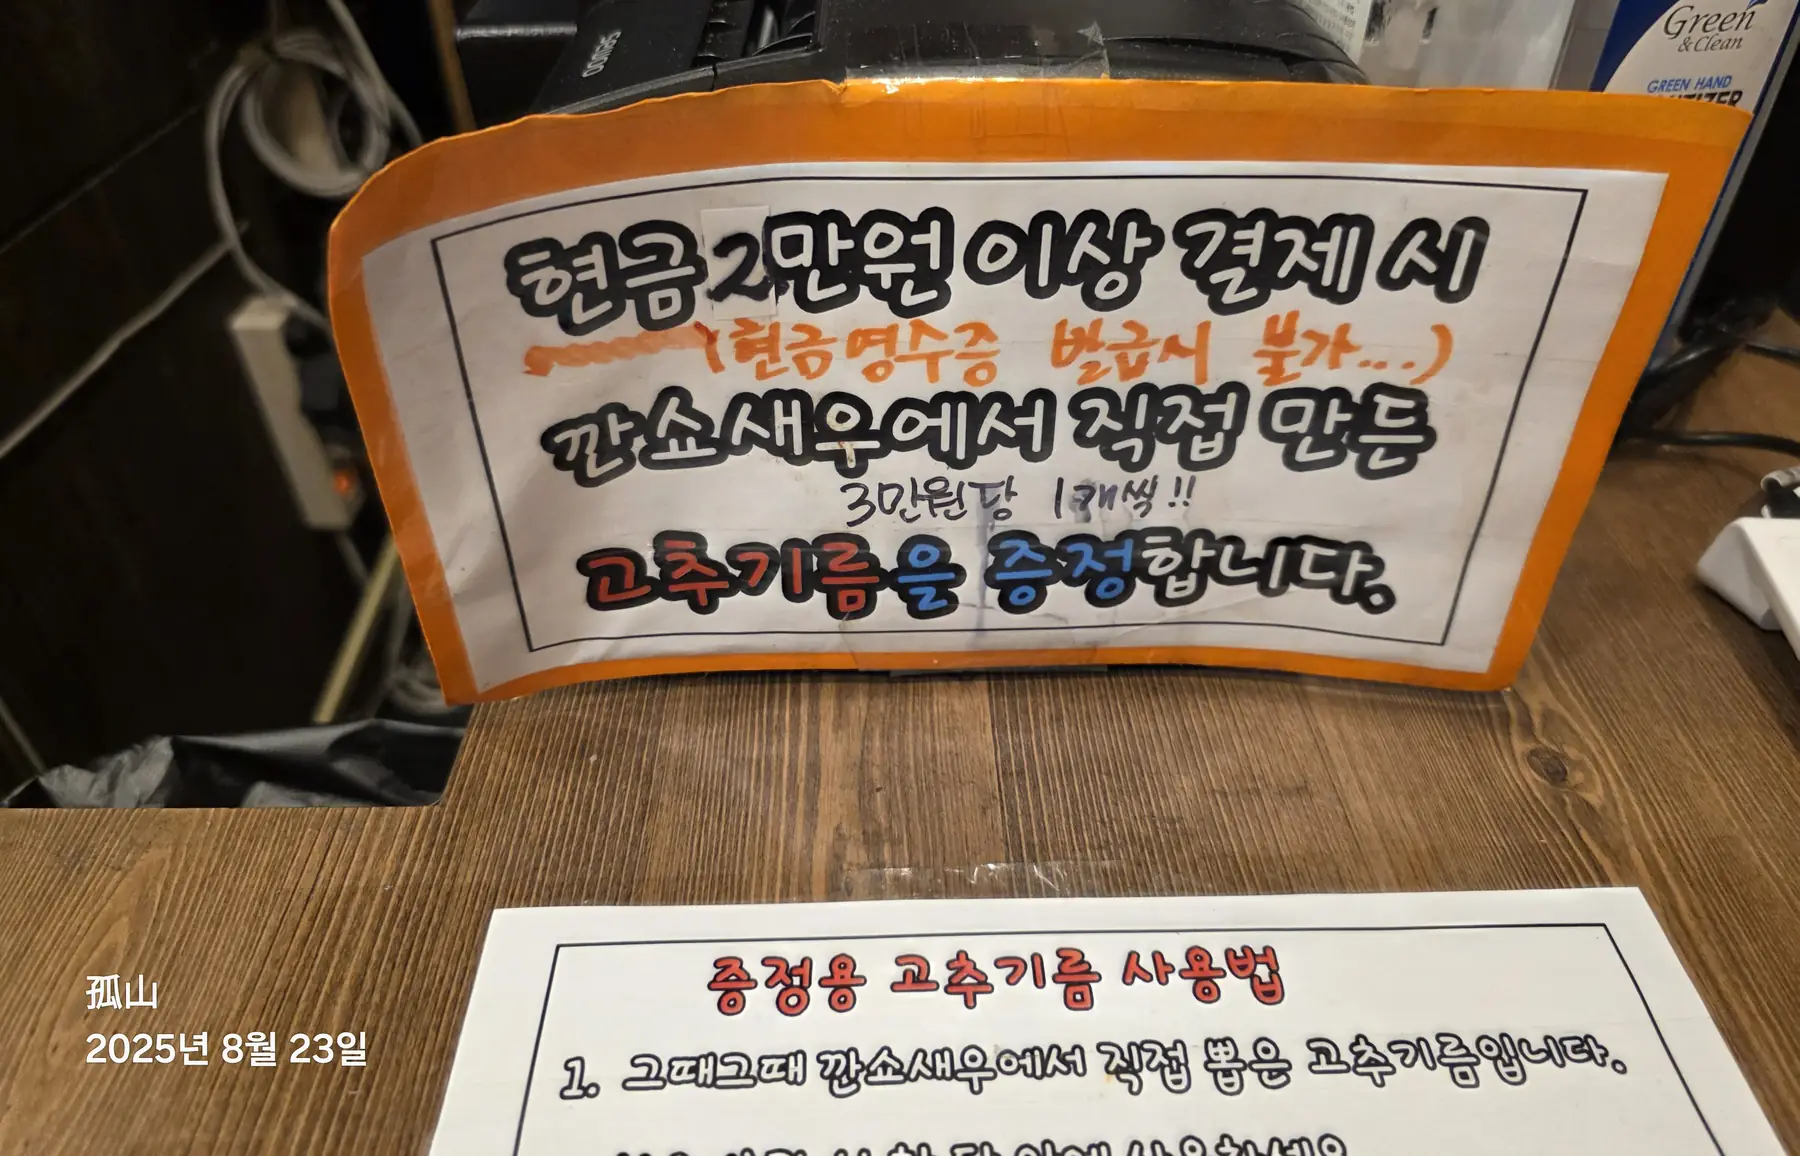 SEWOO
Green
& Clean
GREEN HAND
현금 2만원 이상 결제 시
(현금영수증 발급시 불가...)
깐쇼새우에서 직접 만든
3만원당 1개씩!!
고추기름을 증정합니다.
증정용 고추기름 사용법
1. 그때그때 깐쇼새우에서 직접 뽑은 고추기름입니다.
孤山
2025년 8월 23일